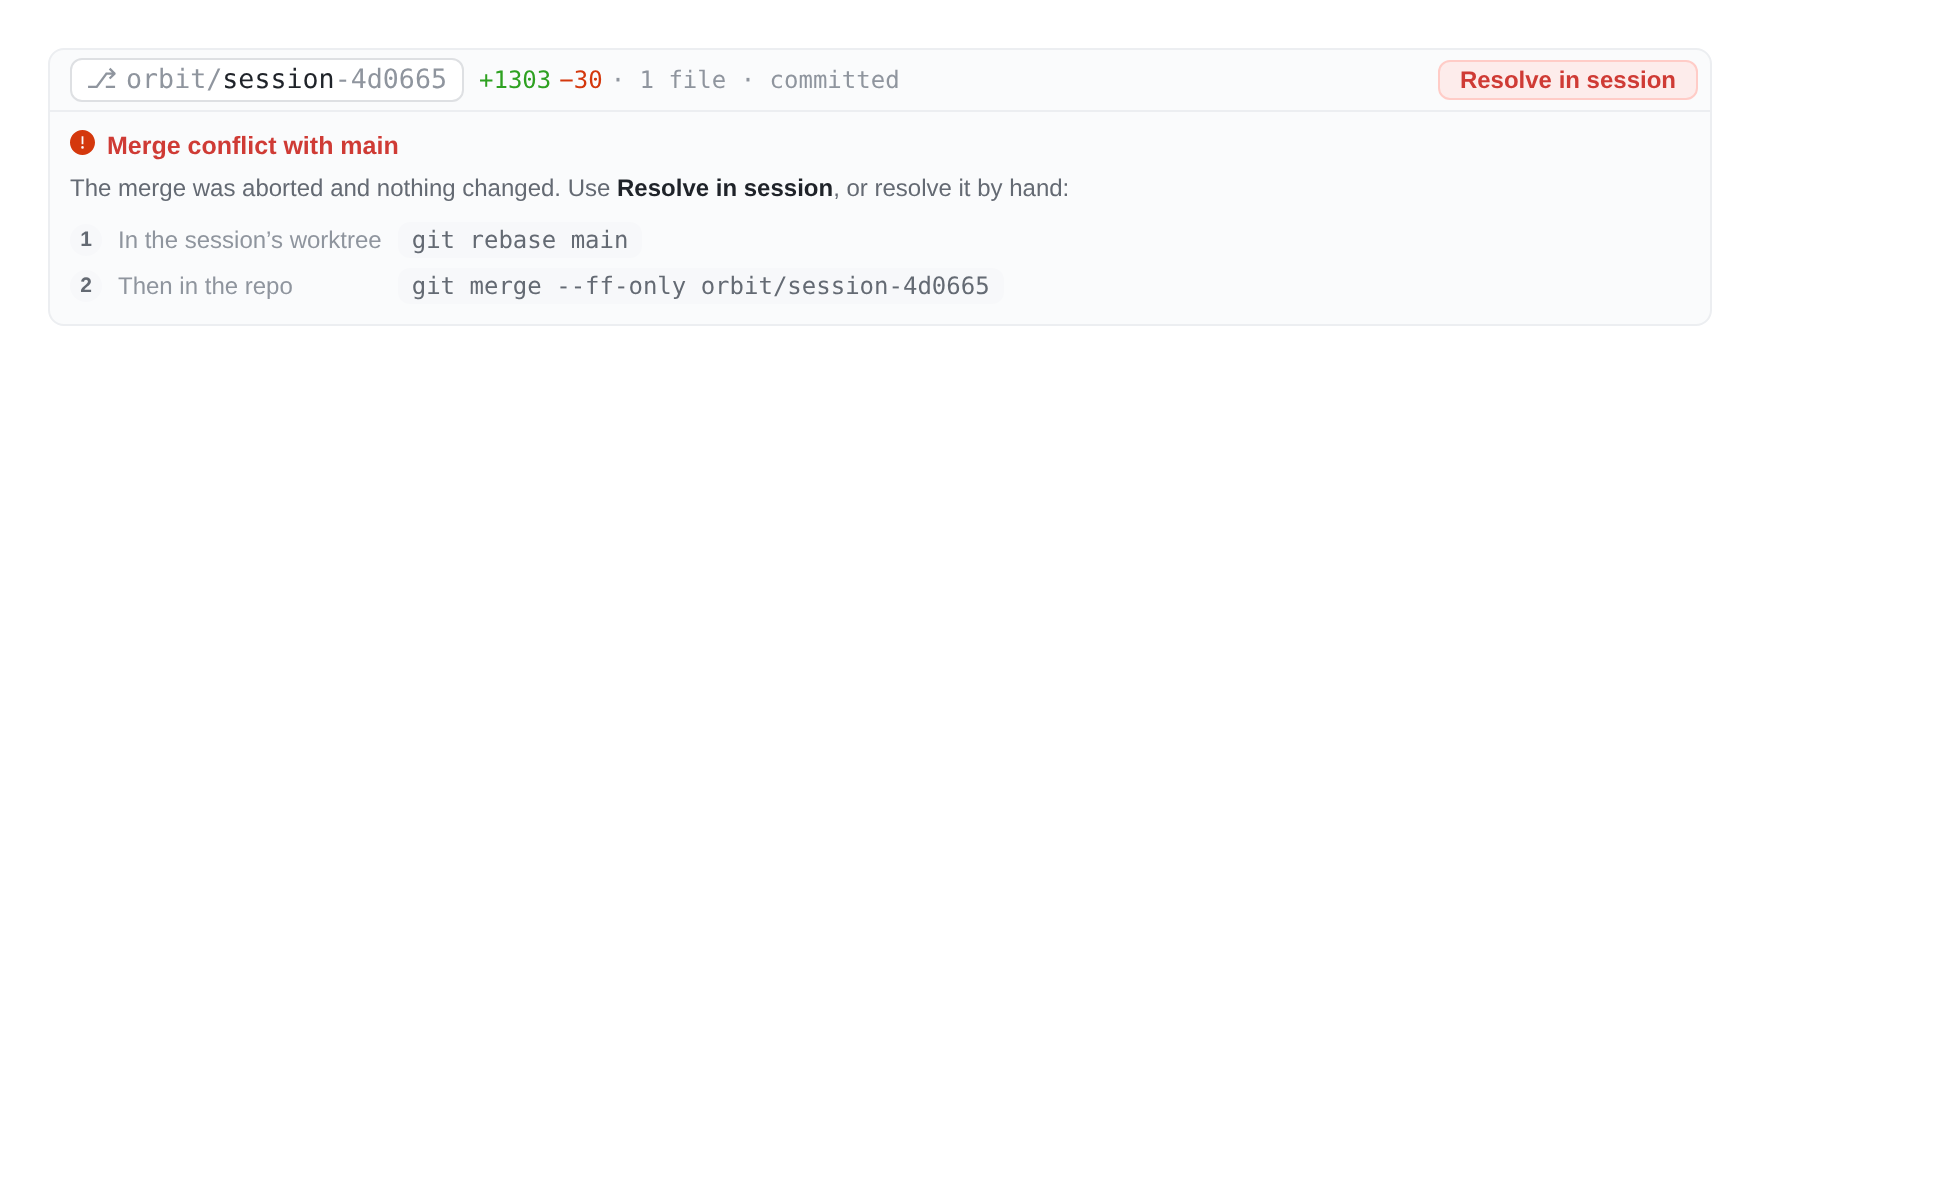 ⎇ orbit/session-4d0665 +1303 −30 · 1 file · committed Resolve in session
! Merge conflict with main
The merge was aborted and nothing changed. Use Resolve in session, or resolve it by hand:
1 In the session’s worktree git rebase main
2 Then in the repo git merge --ff-only orbit/session-4d0665